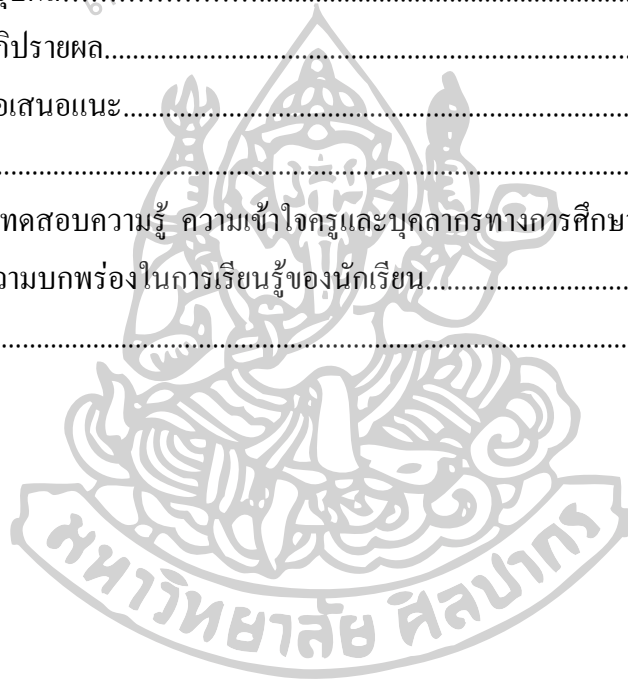 ภิปรายผล........................................................................
อเสนอแนะ.....................................................................
....................................................................................
ทดสอบความรู้ ความเข้าใจครูและบุคลากรทางการศึกษา
วามบกพร่องในการเรียนรู้ของนักเรียน.............................
....................................................................................
มหาวิทยาลัย ศิลปากร